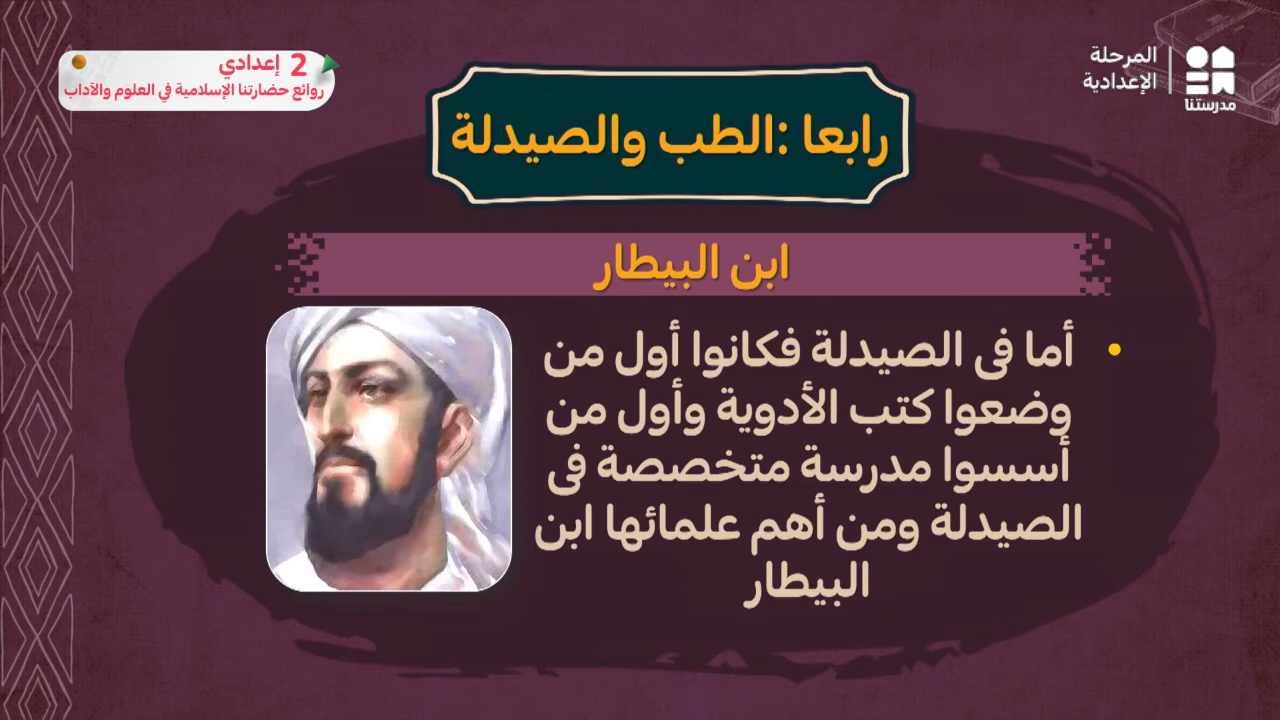 المرحلة
الإعدادية
مدرستنا
2 إعدادي
روائع حضارتنا الإسلامية في العلوم والآداب
رابعا :الطب والصيدلة
ابن البيطار
• أما فى الصيدلة فكانوا أول من
وضعوا كتب الأدوية وأول من
أسسوا مدرسة متخصصة فى
الصيدلة ومن أهم علمائها ابن
البيطار